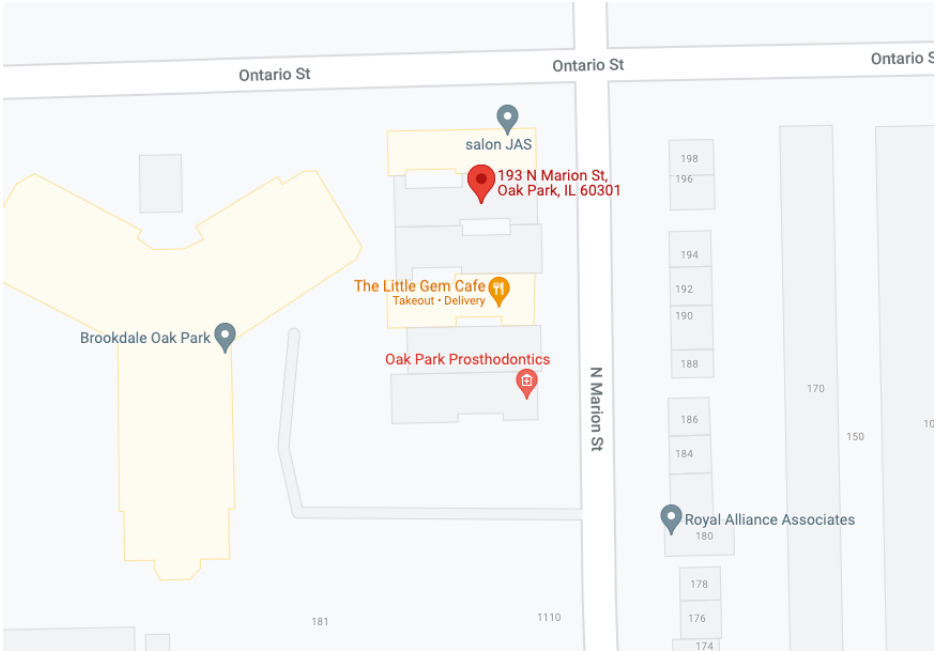 Ontario St
Ontario St
Ontario S
salon JAS
193 N Marion St,
Oak Park, IL 60301
198
196
194
The Little Gem Cafe
Takeout • Delivery
192
190
Brookdale Oak Park
Oak Park Prosthodontics
188
N Marion St
170
186
150
10
184
Royal Alliance Associates
180
178
181
1110
176
174